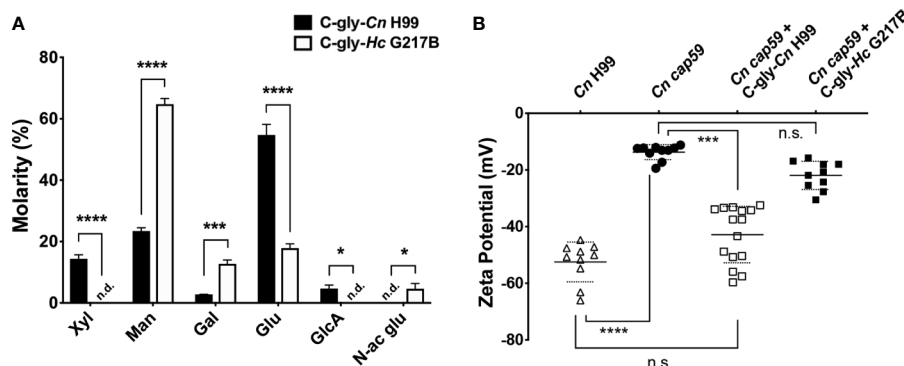 A
C-gly-Cn H99
C-gly-Hc G217B
Molarity (%)
80
60
40
20
0
****
****
***
****
*
*
n.d.
n.d.
n.d.
Xyl
Man
Gal
Glu
GlcA
N-ac glu
B
Cn H99
Cn cap59
Cn cap59 +
C-gly-Cn H99
Cn cap59 +
C-gly-Hc G217B
Zeta Potential (mV)
0
-20
-40
-60
-80
n.s.
***
****
n.s